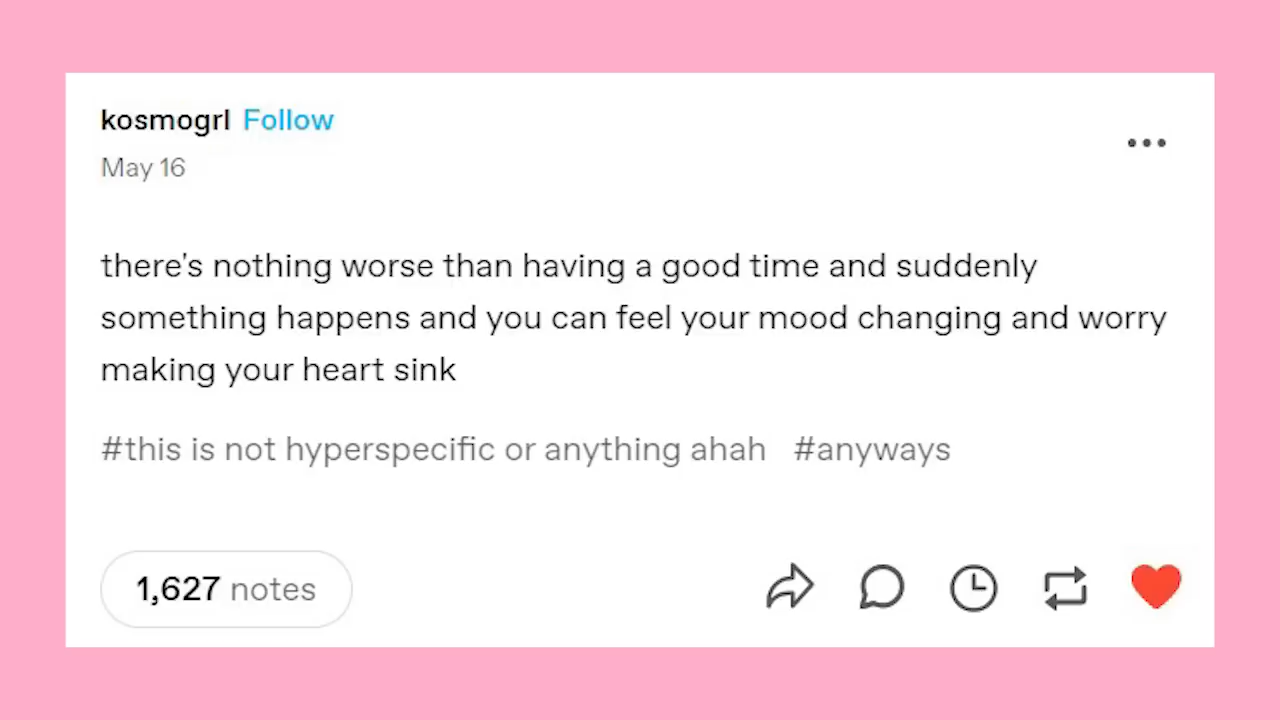 kosmogrl Follow
May 16
there's nothing worse than having a good time and suddenly
something happens and you can feel your mood changing and worry
making your heart sink
#this is not hyperspecific or anything ahah #anyways
1,627 notes